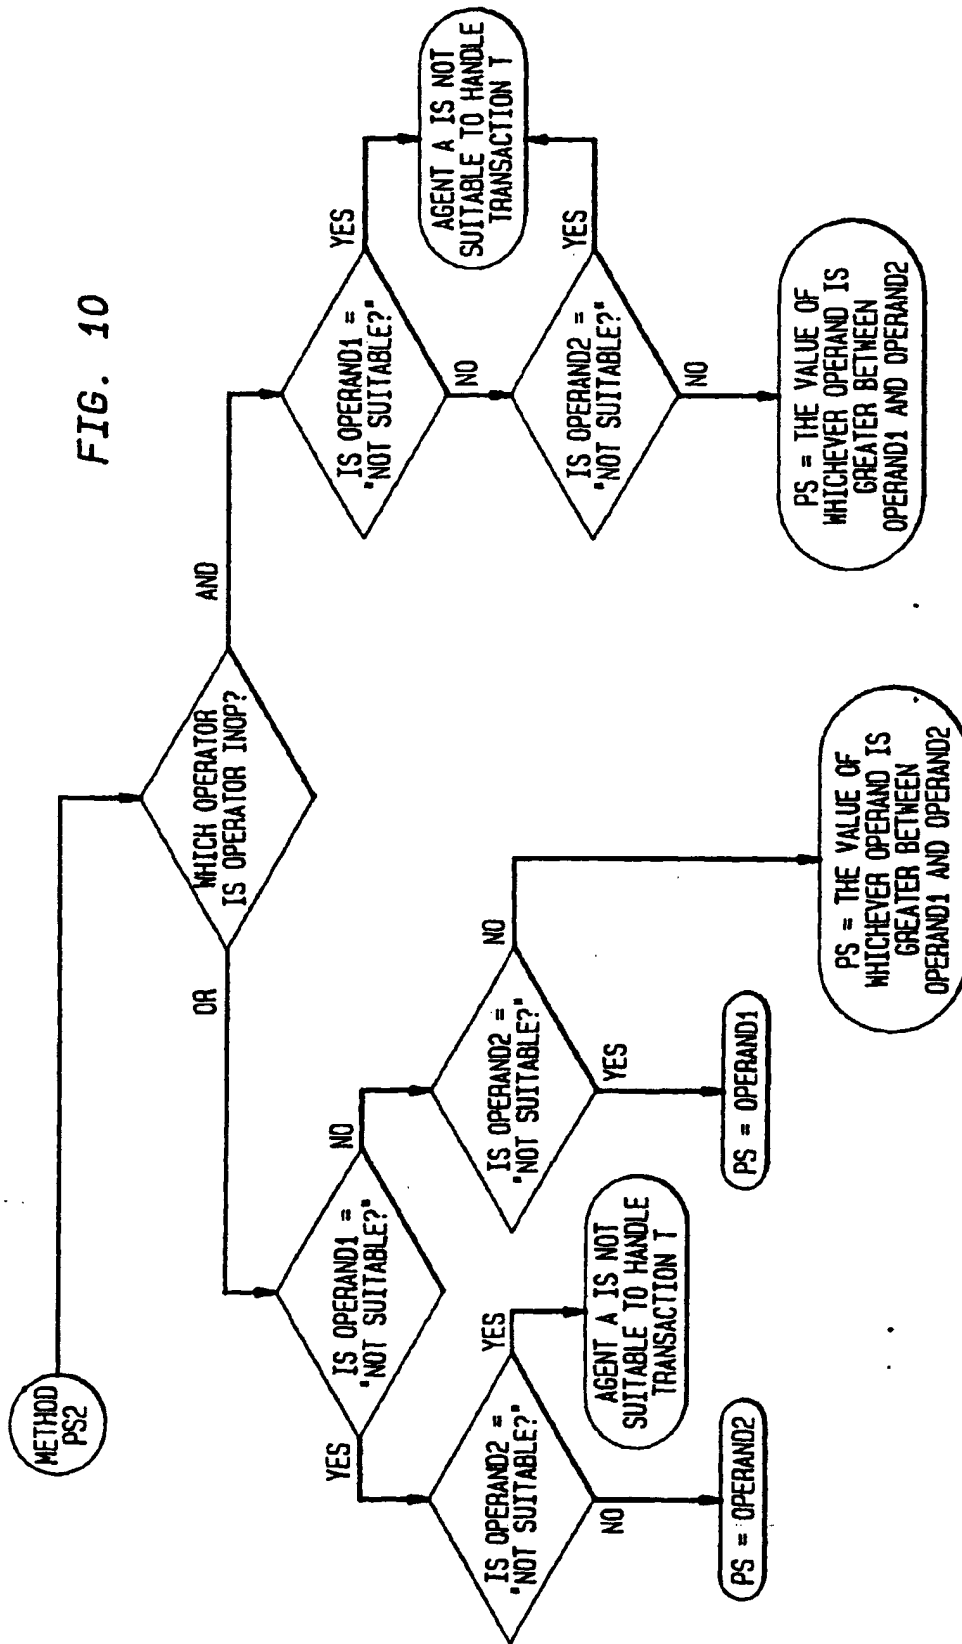 FIG. 10
METHOD
PS2
WHICH OPERATOR
IS OPERATOR INOP?
OR
AND
IS OPERAND1 =
"NOT SUITABLE?"
YES
NO
IS OPERAND2 =
"NOT SUITABLE?"
NO
YES
PS = OPERAND2
AGENT A IS NOT
SUITABLE TO HANDLE
TRANSACTION T
IS OPERAND2 =
"NOT SUITABLE?"
YES
NO
PS = OPERAND1
PS = THE VALUE OF
WHICHEVER OPERAND IS
GREATER BETWEEN
OPERAND1 AND OPERAND2
IS OPERAND1 =
"NOT SUITABLE?"
YES
NO
AGENT A IS NOT
SUITABLE TO HANDLE
TRANSACTION T
IS OPERAND2 =
"NOT SUITABLE?"
YES
NO
PS = THE VALUE OF
WHICHEVER OPERAND IS
GREATER BETWEEN
OPERAND1 AND OPERAND2